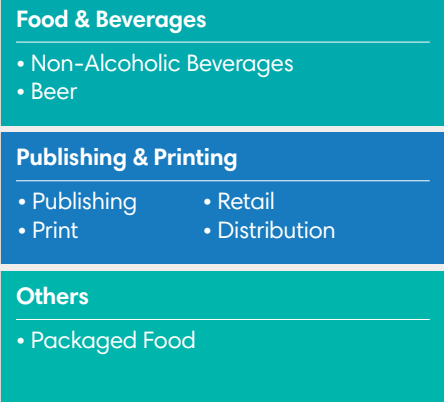 Food & Beverages
• Non-Alcoholic Beverages
• Beer
Publishing & Printing
• Publishing
• Print
• Retail
• Distribution
Others
• Packaged Food